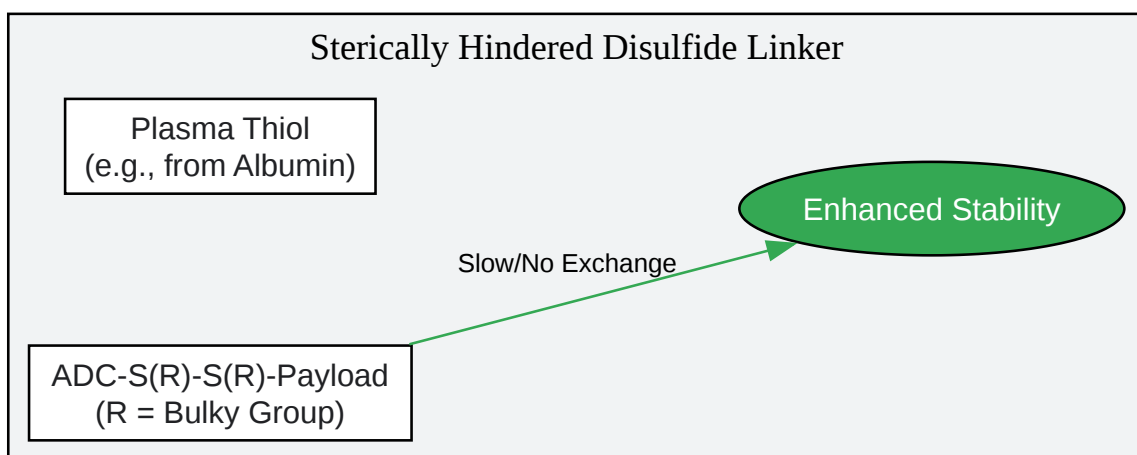 Sterically Hindered Disulfide Linker
Plasma Thiol
(e.g., from Albumin)
Enhanced Stability
Slow/No Exchange
ADC-S(R)-S(R)-Payload
(R = Bulky Group)